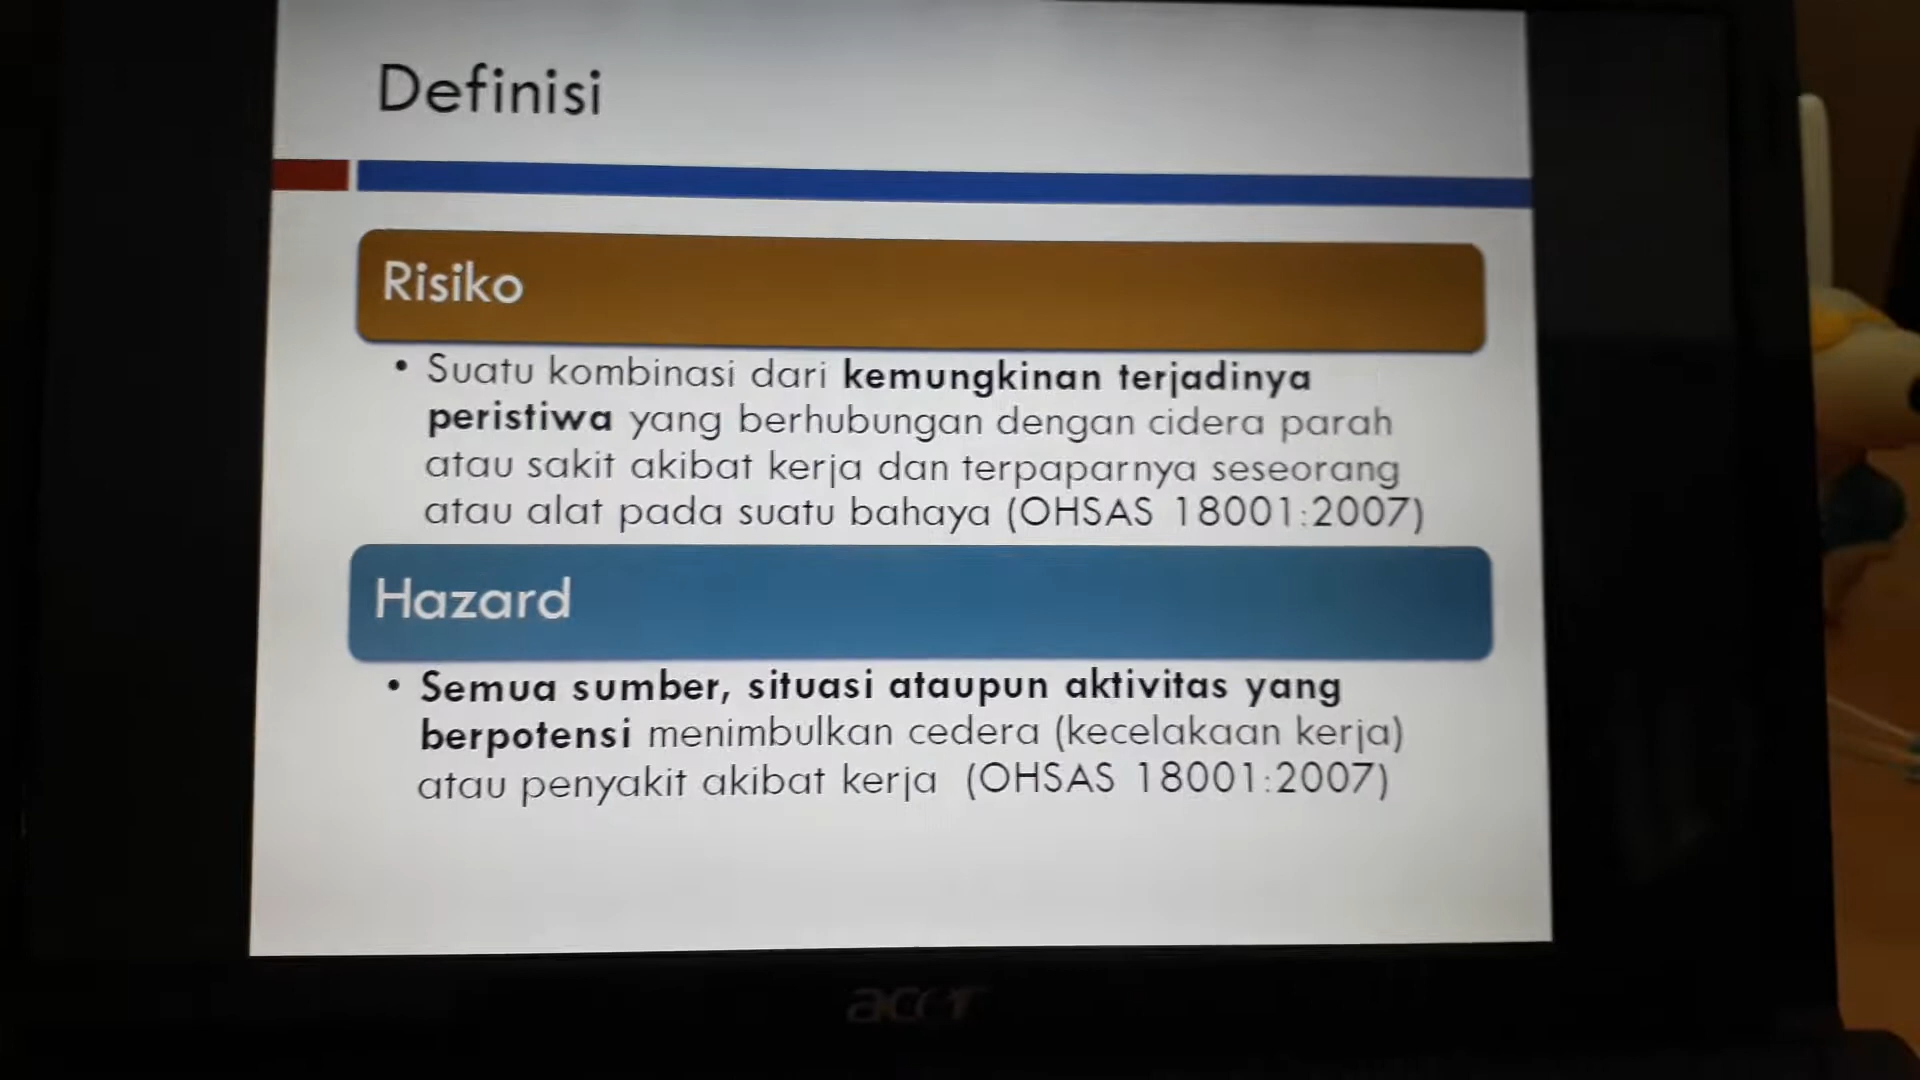 Definisi
Risiko
• Suatu kombinasi dari kemungkinan terjadinya
peristiwa yang berhubungan dengan cidera parah
atau sakit akibat kerja dan terpaparnya seseorang
atau alat pada suatu bahaya (OHSAS 18001:2007)
Hazard
• Semua sumber, situasi ataupun aktivitas yang
berpotensi menimbulkan cedera (kecelakaan kerja)
atau penyakit akibat kerja (OHSAS 18001:2007)
acer